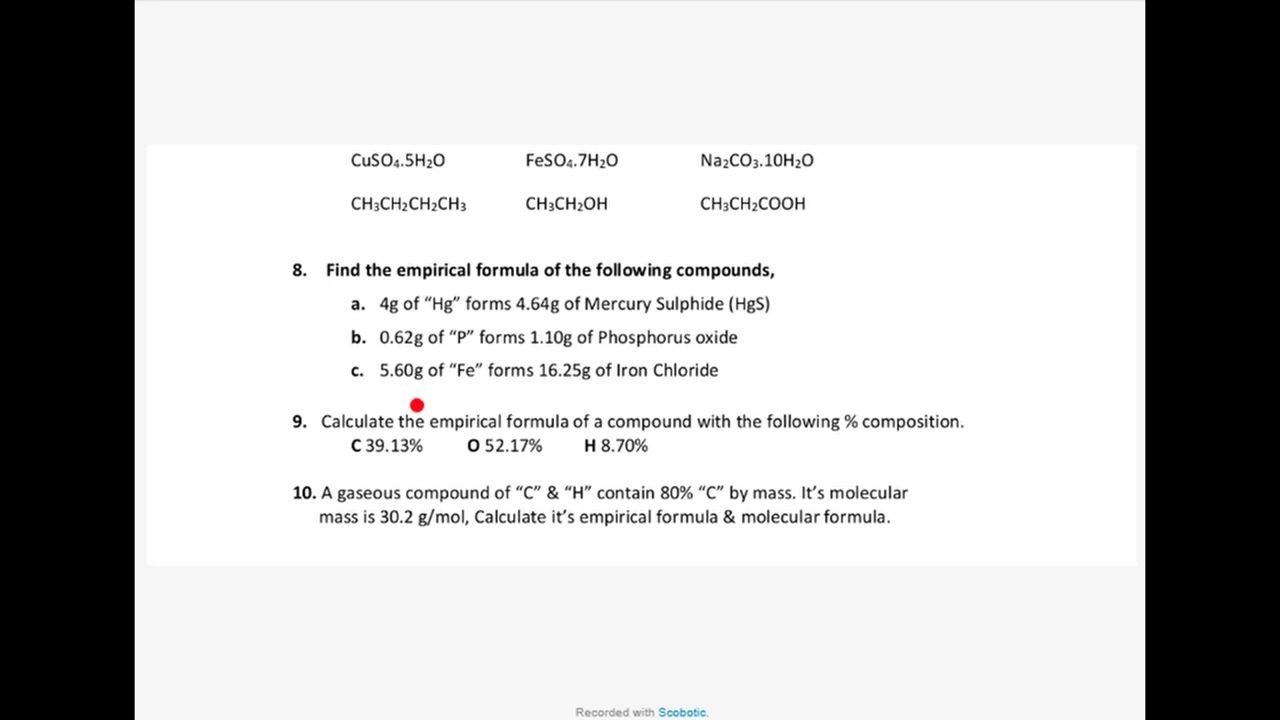 CuSO₄.5H₂O FeSO₄.7H₂O Na₂CO₃.10H₂O
CH₃CH₂CH₂CH₃ CH₃CH₂OH CH₃CH₂COOH
8. Find the empirical formula of the following compounds,
a. 4g of “Hg” forms 4.64g of Mercury Sulphide (HgS)
b. 0.62g of “P” forms 1.10g of Phosphorus oxide
c. 5.60g of “Fe” forms 16.25g of Iron Chloride
9. Calculate the empirical formula of a compound with the following % composition.
C 39.13% O 52.17% H 8.70%
10. A gaseous compound of “C” & “H” contain 80% “C” by mass. It’s molecular
mass is 30.2 g/mol, Calculate it’s empirical formula & molecular formula.
Recorded with Scobotic.